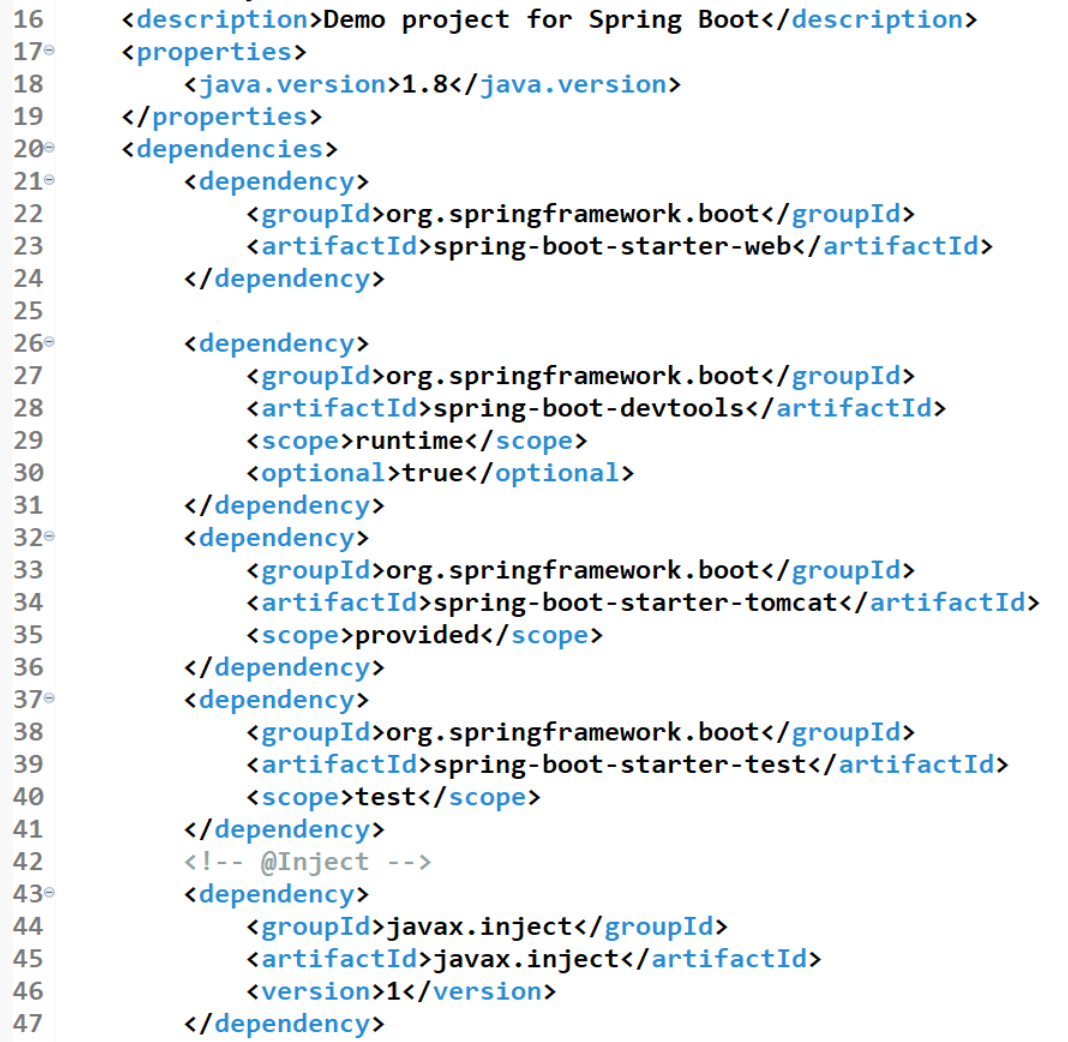 16 <description>Demo project for Spring Boot</description>
17 <properties>
18 <java.version>1.8</java.version>
19 </properties>
20 <dependencies>
21 <dependency>
22 <groupId>org.springframework.boot</groupId>
23 <artifactId>spring-boot-starter-web</artifactId>
24 </dependency>
25
26 <dependency>
27 <groupId>org.springframework.boot</groupId>
28 <artifactId>spring-boot-devtools</artifactId>
29 <scope>runtime</scope>
30 <optional>true</optional>
31 </dependency>
32 <dependency>
33 <groupId>org.springframework.boot</groupId>
34 <artifactId>spring-boot-starter-tomcat</artifactId>
35 <scope>provided</scope>
36 </dependency>
37 <dependency>
38 <groupId>org.springframework.boot</groupId>
39 <artifactId>spring-boot-starter-test</artifactId>
40 <scope>test</scope>
41 </dependency>
42 <!-- @Inject -->
43 <dependency>
44 <groupId>javax.inject</groupId>
45 <artifactId>javax.inject</artifactId>
46 <version>1</version>
47 </dependency>